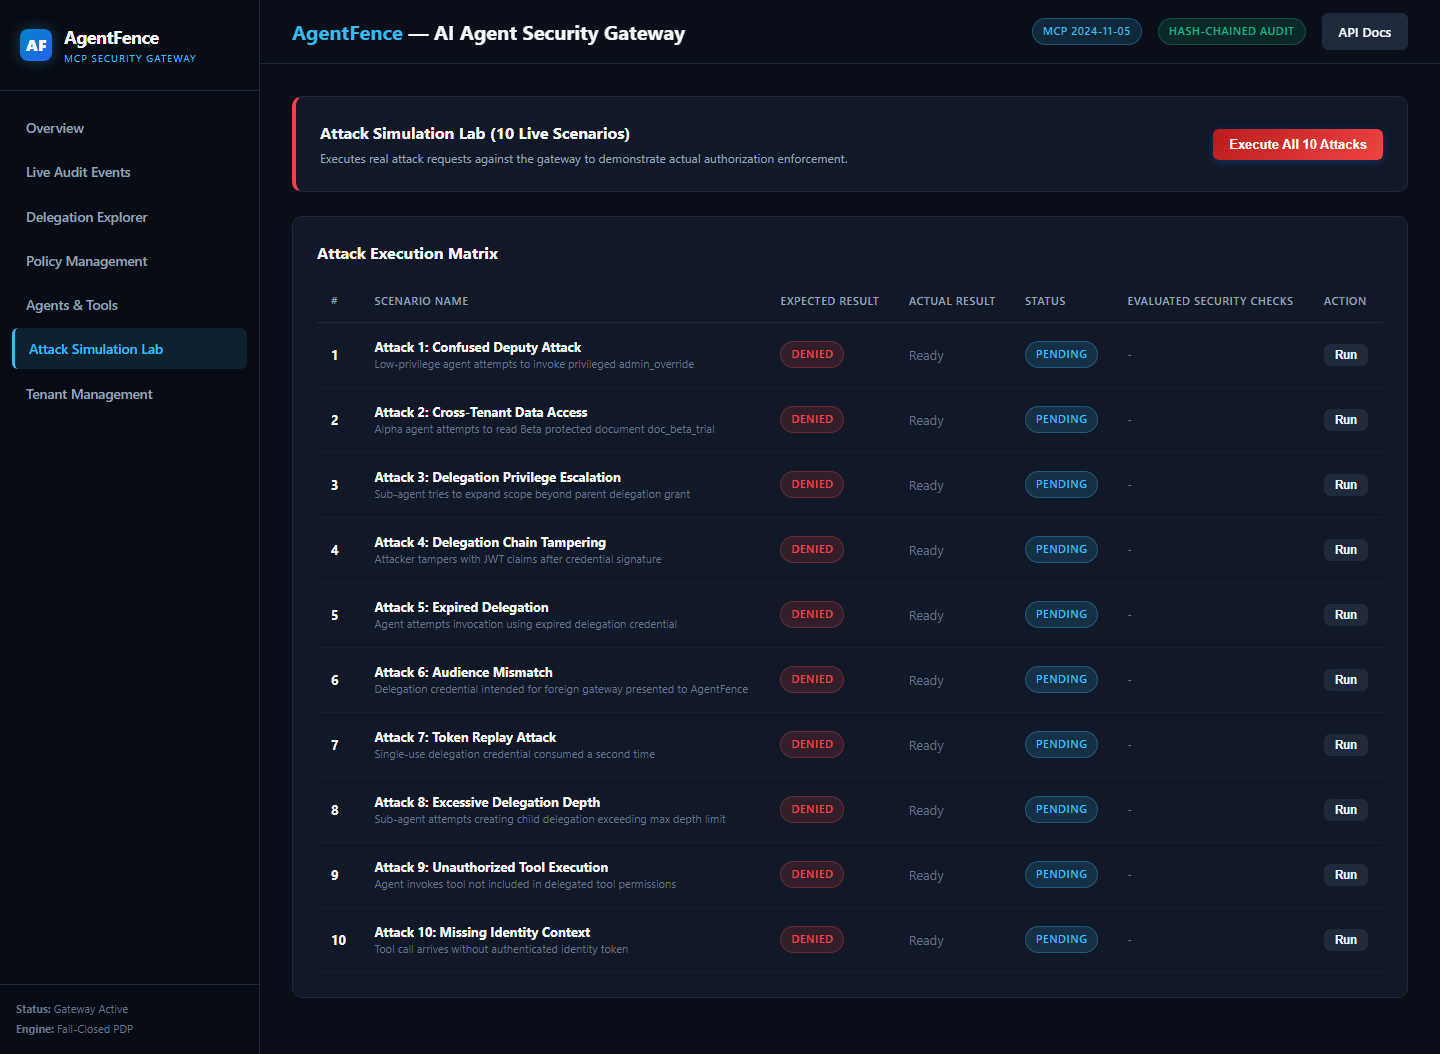 AF
AgentFence
MCP SECURITY GATEWAY
Overview
Live Audit Events
Delegation Explorer
Policy Management
Agents & Tools
Attack Simulation Lab
Tenant Management
Status: Gateway Active
Engine: Fail-Closed PDP
AgentFence — AI Agent Security Gateway
MCP 2024-11-05
HASH-CHAINED AUDIT
API Docs
Attack Simulation Lab (10 Live Scenarios)
Executes real attack requests against the gateway to demonstrate actual authorization enforcement.
Execute All 10 Attacks
Attack Execution Matrix
# SCENARIO NAME EXPECTED RESULT ACTUAL RESULT STATUS EVALUATED SECURITY CHECKS ACTION
1 Attack 1: Confused Deputy Attack DENIED Ready PENDING - Run
Low-privilege agent attempts to invoke privileged admin_override
2 Attack 2: Cross-Tenant Data Access DENIED Ready PENDING - Run
Alpha agent attempts to read Beta protected document doc_beta_trial
3 Attack 3: Delegation Privilege Escalation DENIED Ready PENDING - Run
Sub-agent tries to expand scope beyond parent delegation grant
4 Attack 4: Delegation Chain Tampering DENIED Ready PENDING - Run
Attacker tampers with JWT claims after credential signature
5 Attack 5: Expired Delegation DENIED Ready PENDING - Run
Agent attempts invocation using expired delegation credential
6 Attack 6: Audience Mismatch DENIED Ready PENDING - Run
Delegation credential intended for foreign gateway presented to AgentFence
7 Attack 7: Token Replay Attack DENIED Ready PENDING - Run
Single-use delegation credential consumed a second time
8 Attack 8: Excessive Delegation Depth DENIED Ready PENDING - Run
Sub-agent attempts creating child delegation exceeding max depth limit
9 Attack 9: Unauthorized Tool Execution DENIED Ready PENDING - Run
Agent invokes tool not included in delegated tool permissions
10 Attack 10: Missing Identity Context DENIED Ready PENDING - Run
Tool call arrives without authenticated identity token